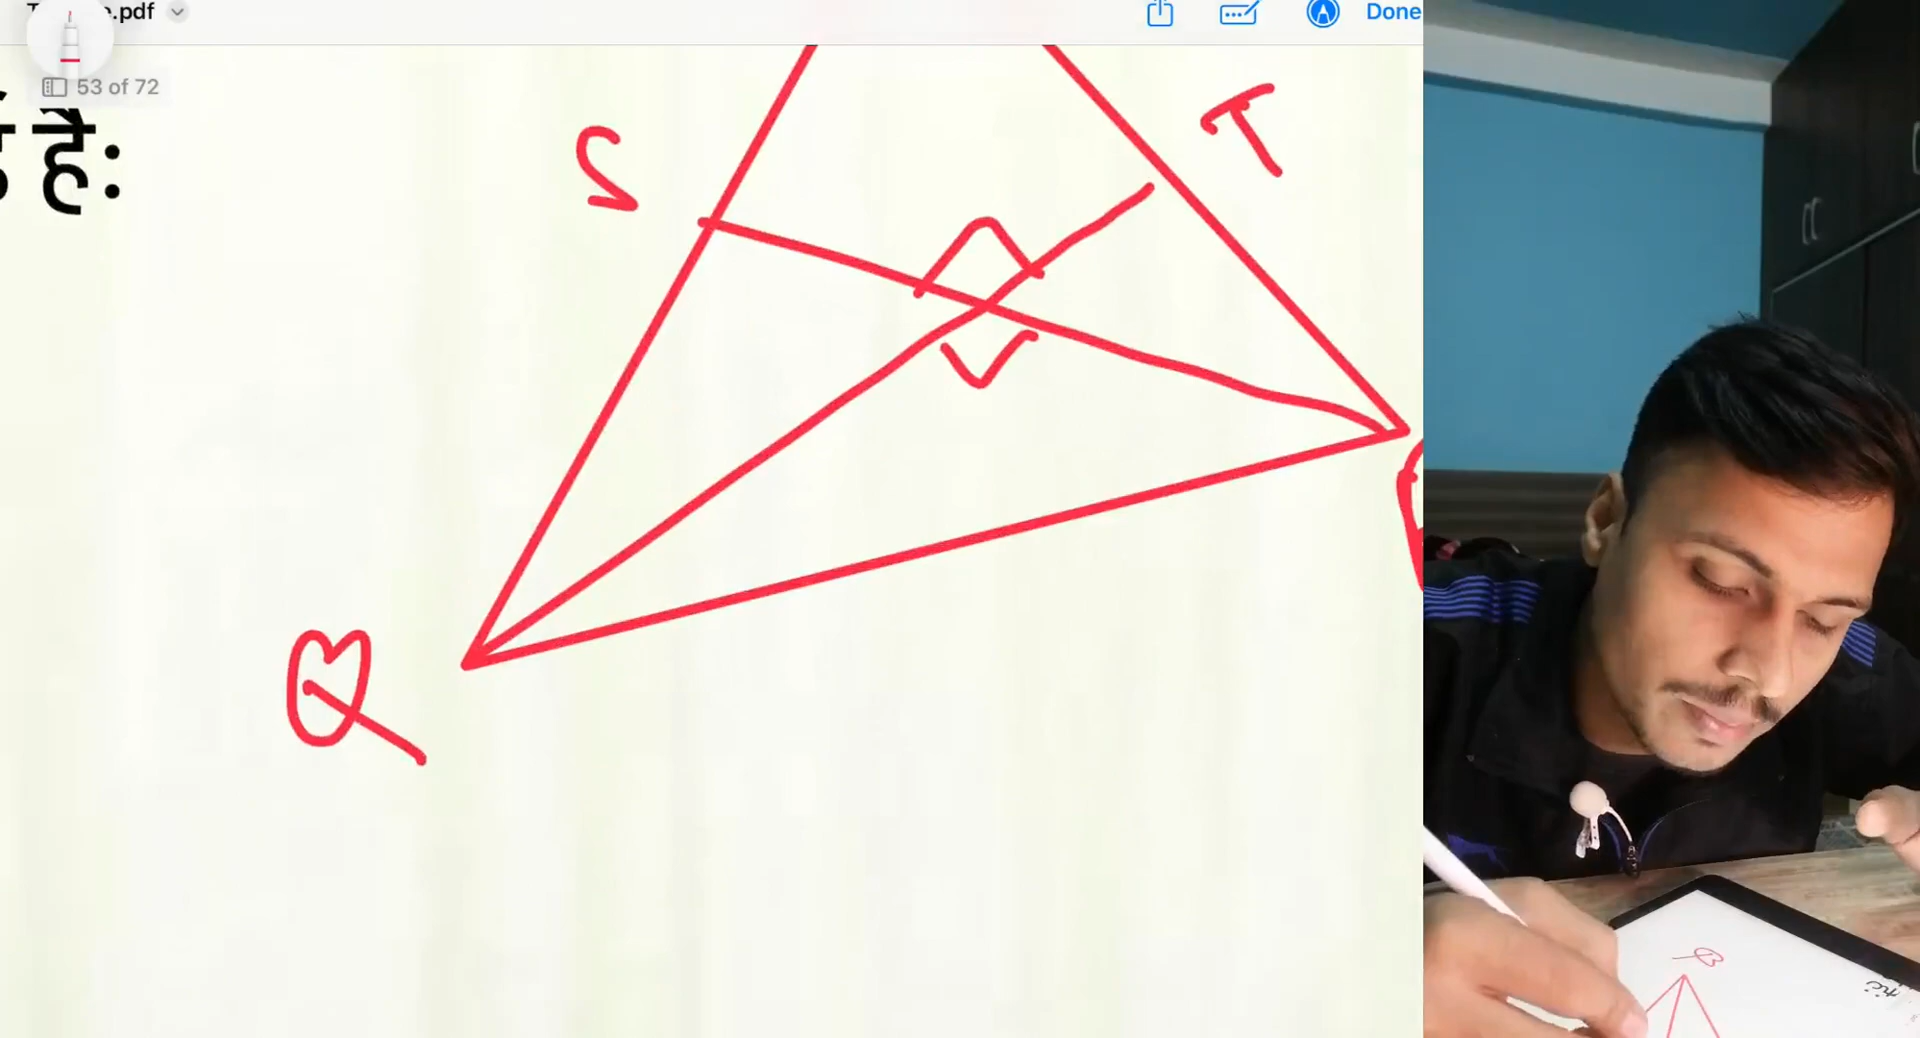 .pdf
Done
53 of 72
है:
S
T
Q